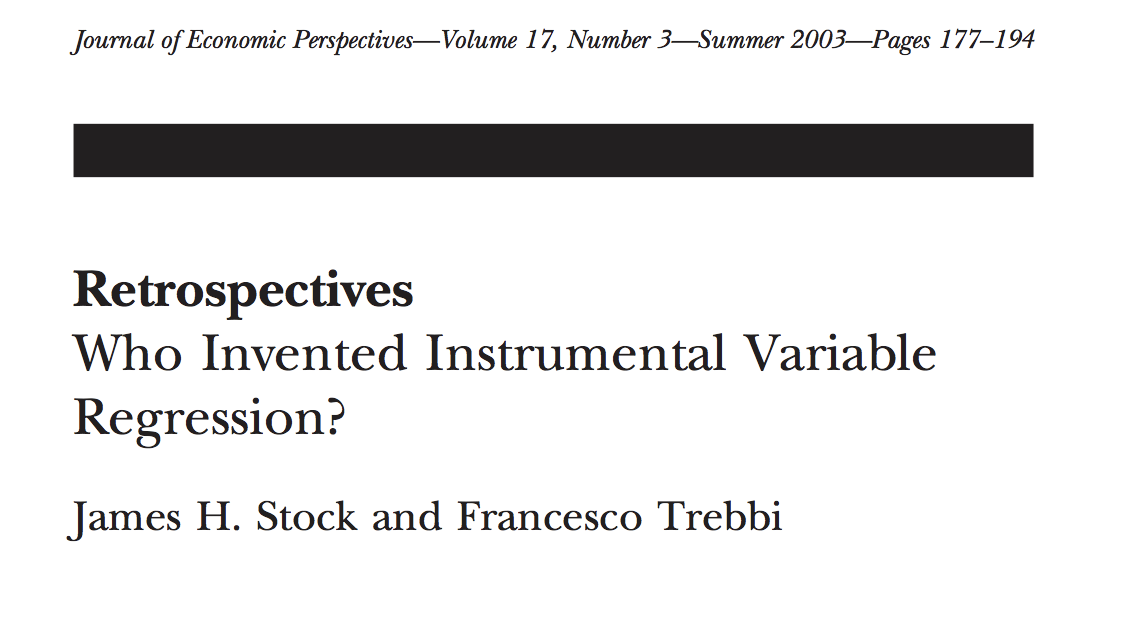 Journal of Economic Perspectives—Volume 17, Number 3—Summer 2003—Pages 177–194
Retrospectives
Who Invented Instrumental Variable
Regression?
James H. Stock and Francesco Trebbi